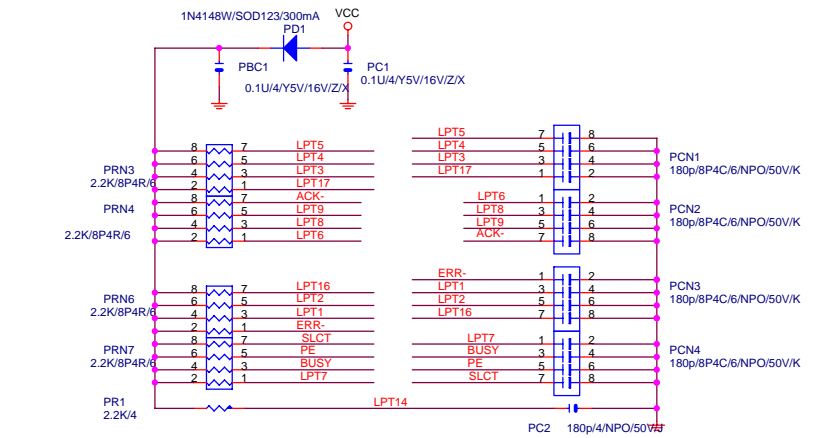 1N4148W/SOD123/300mA VCC
PD1
PBC1 PC1
0.1U/4/Y5V/16V/Z/X 0.1U/4/Y5V/16V/Z/X
8 7 LPT5 LPT5 7 8
6 5 LPT4 LPT4 5 6
PRN3 4 3 LPT3 LPT3 3 4 PCN1
2.2K/8P4R/6 2 1 LPT17 LPT17 1 2 180p/8P4C/6/NPO/50V/K
8 7 ACK- LPT6 1 2
PRN4 6 5 LPT9 LPT8 3 4 PCN2
4 3 LPT8 LPT9 5 6 180p/8P4C/6/NPO/50V/K
2.2K/8P4R/6 2 1 LPT6 ACK- 7 8
ERR- 1 2
PRN6 8 7 LPT16 LPT1 3 4 PCN3
2.2K/8P4R/6 6 5 LPT2 LPT2 5 6 180p/8P4C/6/NPO/50V/K
4 3 LPT1 LPT16 7 8
2 1 ERR-
PRN7 8 7 SLCT LPT7 1 2
2.2K/8P4R/6 6 5 PE BUSY 3 4 PCN4
4 3 BUSY PE 5 6 180p/8P4C/6/NPO/50V/K
2 1 LPT7 SLCT 7 8
PR1 LPT14
2.2K/4
PC2 180p/4/NPO/50V/J